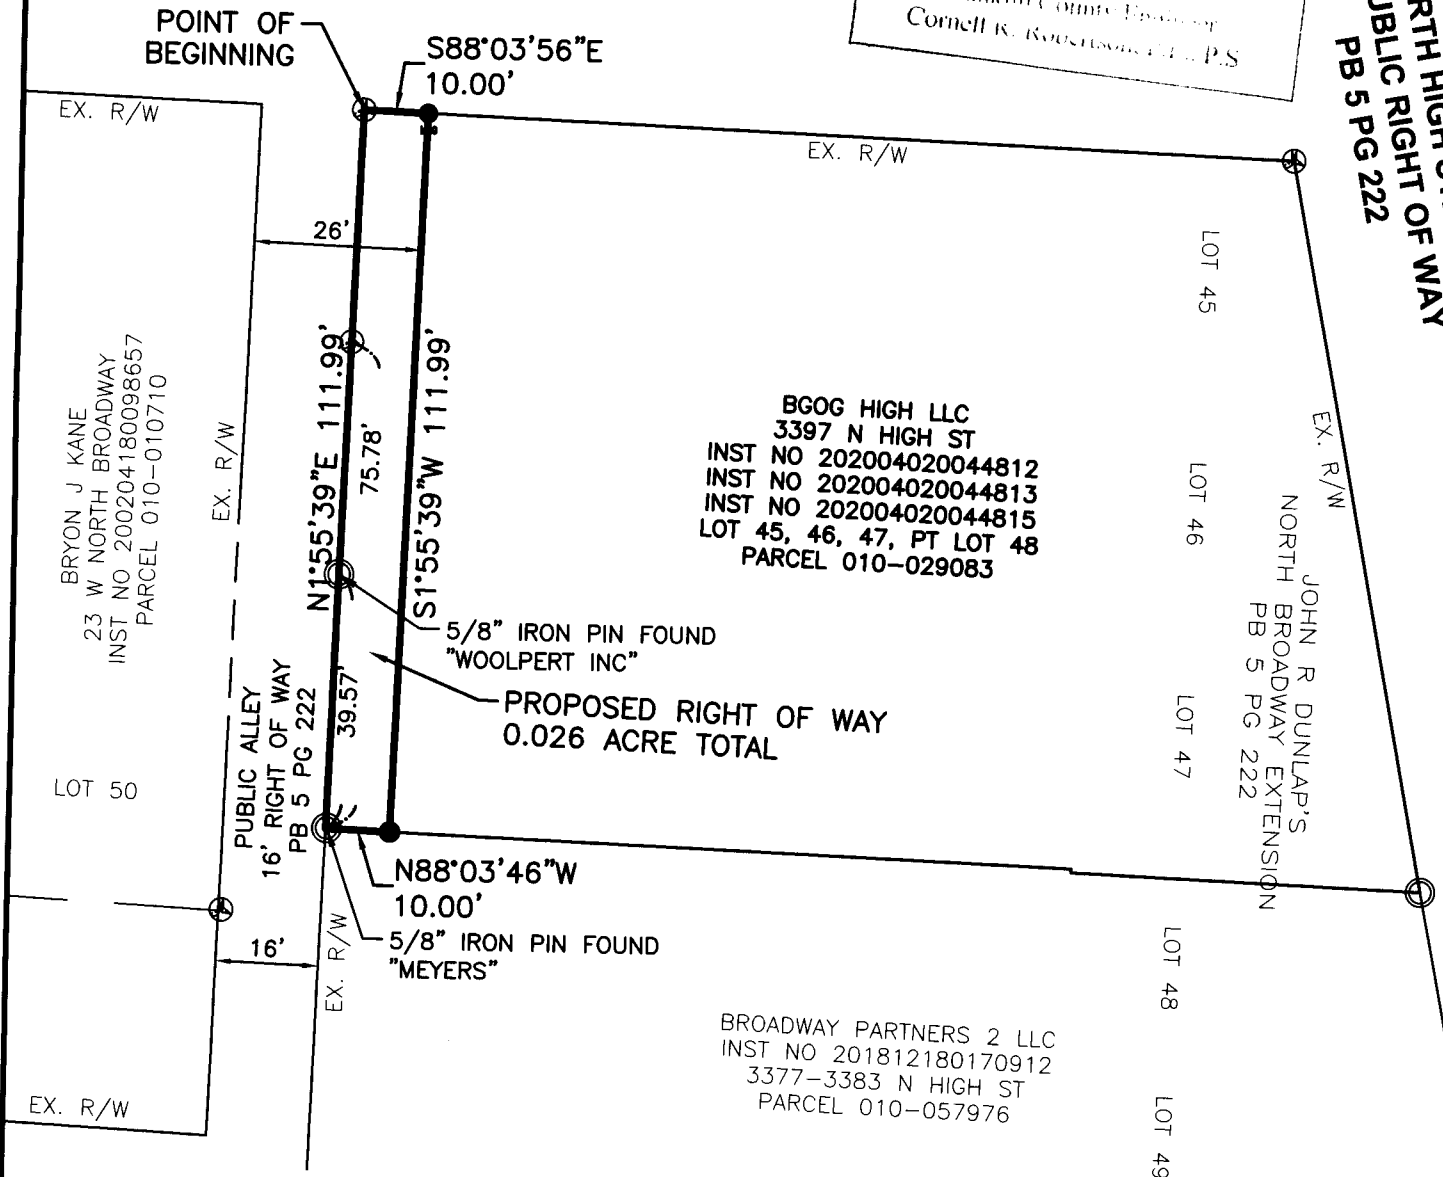 POINT OF
BEGINNING
S88°03'56"E
10.00'
Cornell R.
P.S
HIGH
RIGHT OF WAY
PB 5 PG 222
EX. R/W
EX. R/W
26'
LOT 45
BRYON J KANE
23 W NORTH BROADWAY
INST NO 200204180098657
PARCEL 010-010710
EX. R/W
N1°55'39"E 111.99'
75.78'
S1°55'39"W 111.99'
BGOG HIGH LLC
3397 N HIGH ST
INST NO 202004020044812
INST NO 202004020044813
INST NO 202004020044815
LOT 45, 46, 47, PT LOT 48
PARCEL 010-029083
EX. R/W
LOT 46
JOHN R DUNLAP'S
NORTH BROADWAY EXTENSION
PB 5 PG 222
5/8" IRON PIN FOUND
"WOOLPERT INC"
PROPOSED RIGHT OF WAY
0.026 ACRE TOTAL
39.57'
PUBLIC ALLEY
16' RIGHT OF WAY
PB 5 PG 222
LOT 47
LOT 50
N88°03'46"W
10.00'
5/8" IRON PIN FOUND
"MEYERS"
16'
EX. R/W
LOT 48
BROADWAY PARTNERS 2 LLC
INST NO 201812180170912
3377-3383 N HIGH ST
PARCEL 010-057976
EX. R/W
LOT 49